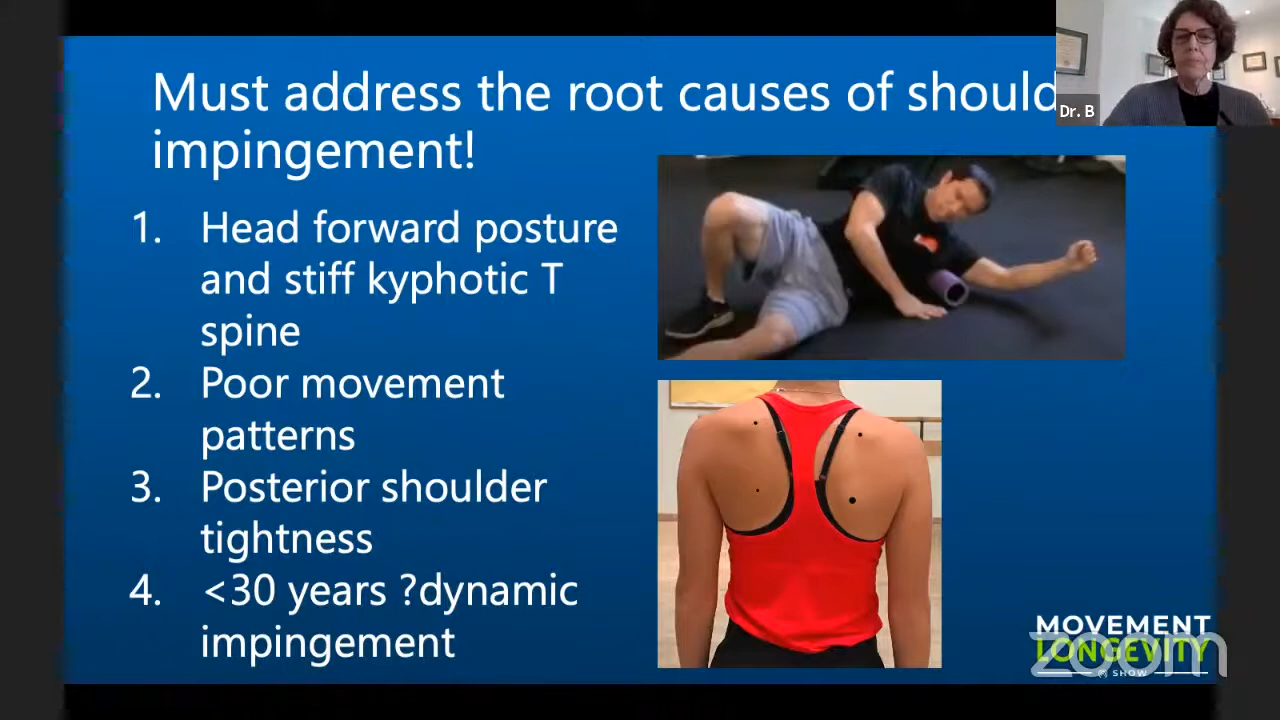 Must address the root causes of should
impingement!
Dr. B
1. Head forward posture
and stiff kyphotic T
spine
2. Poor movement
patterns
3. Posterior shoulder
tightness
4. <30 years ?dynamic
impingement
MOVEMENT
LONGEVITY
SHOW
zoom